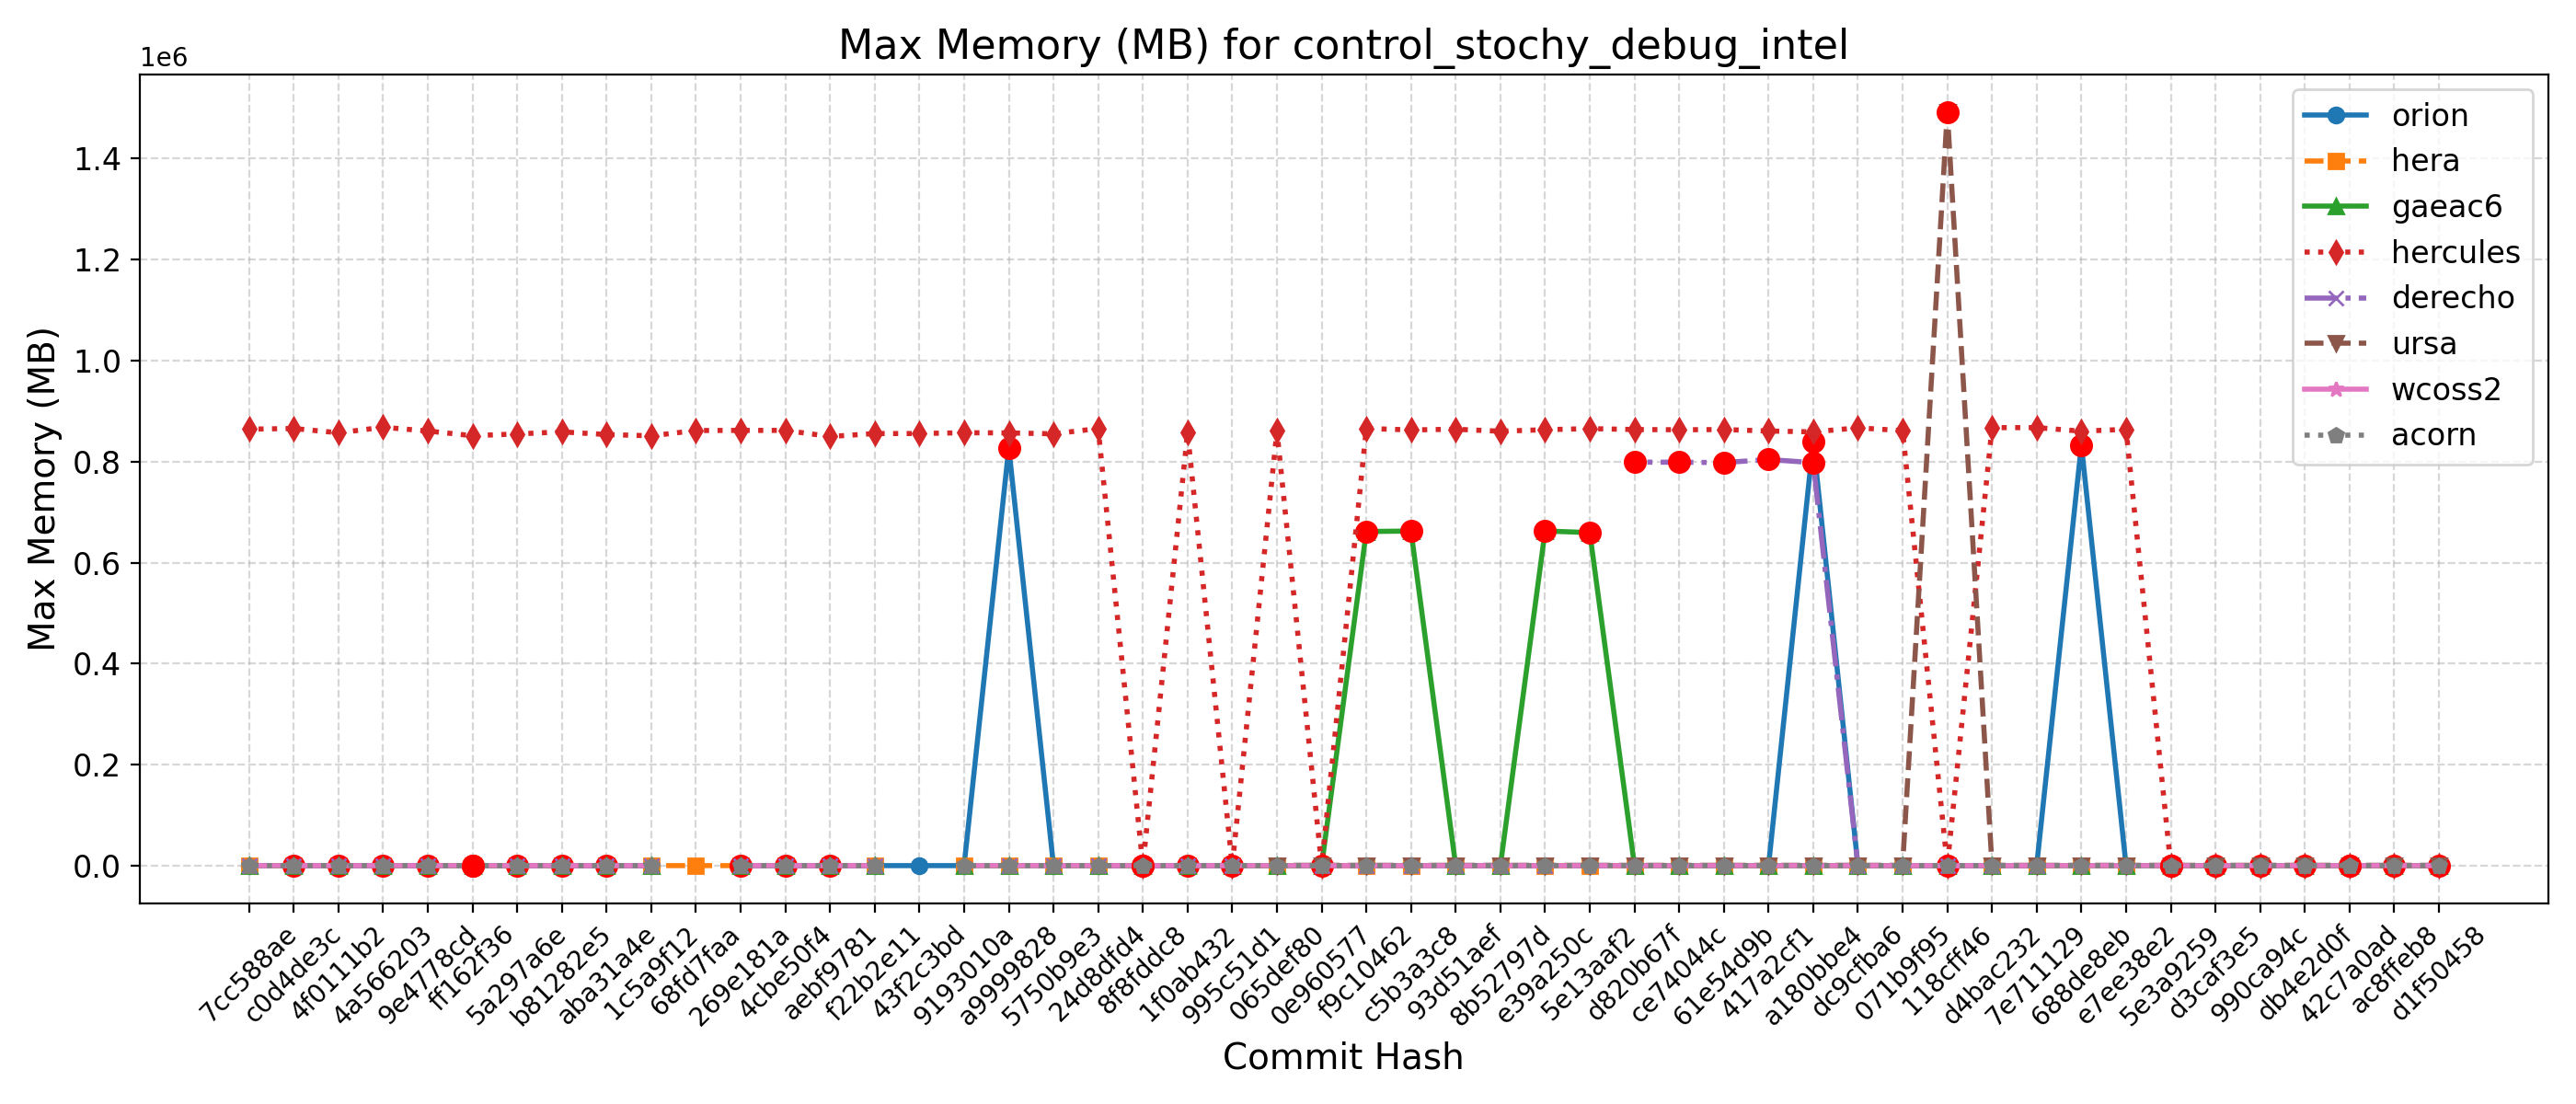 Max Memory (MB) for control_stochy_debug_intel
1e6
1.4
1.2
1.0
0.8
0.6
0.4
0.2
0.0
Max Memory (MB)
orion
hera
gaeac6
hercules
derecho
ursa
wcoss2
acorn
7cc588ae
c0d4de3c
4f0111b2
4a566203
9e4778cd
ff162f36
5a297a6e
b81282e5
aba31a4e
1c5a9f12
68fd7faa
269e181a
4cbe50f4
aebf9781
f22b2e11
43f2c3bd
9193010a
a9999828
5750b9e3
24d8dfd4
8f8fddc8
1f0ab432
995c51d1
065def80
0e960577
f9c10462
c5b3a3c8
93d51aef
8b52797d
e39a250c
5e13aaf2
d820b67f
ce74044c
61e54d9b
417a2cf1
a180bbe4
dc9cfba6
071b9f95
118cff46
d4bac232
7e711129
688de8eb
e7ee38e2
5e3a9259
d3caf3e5
990ca94c
db4e2d0f
42c7a0ad
ac8ffeb8
d1f50458
Commit Hash